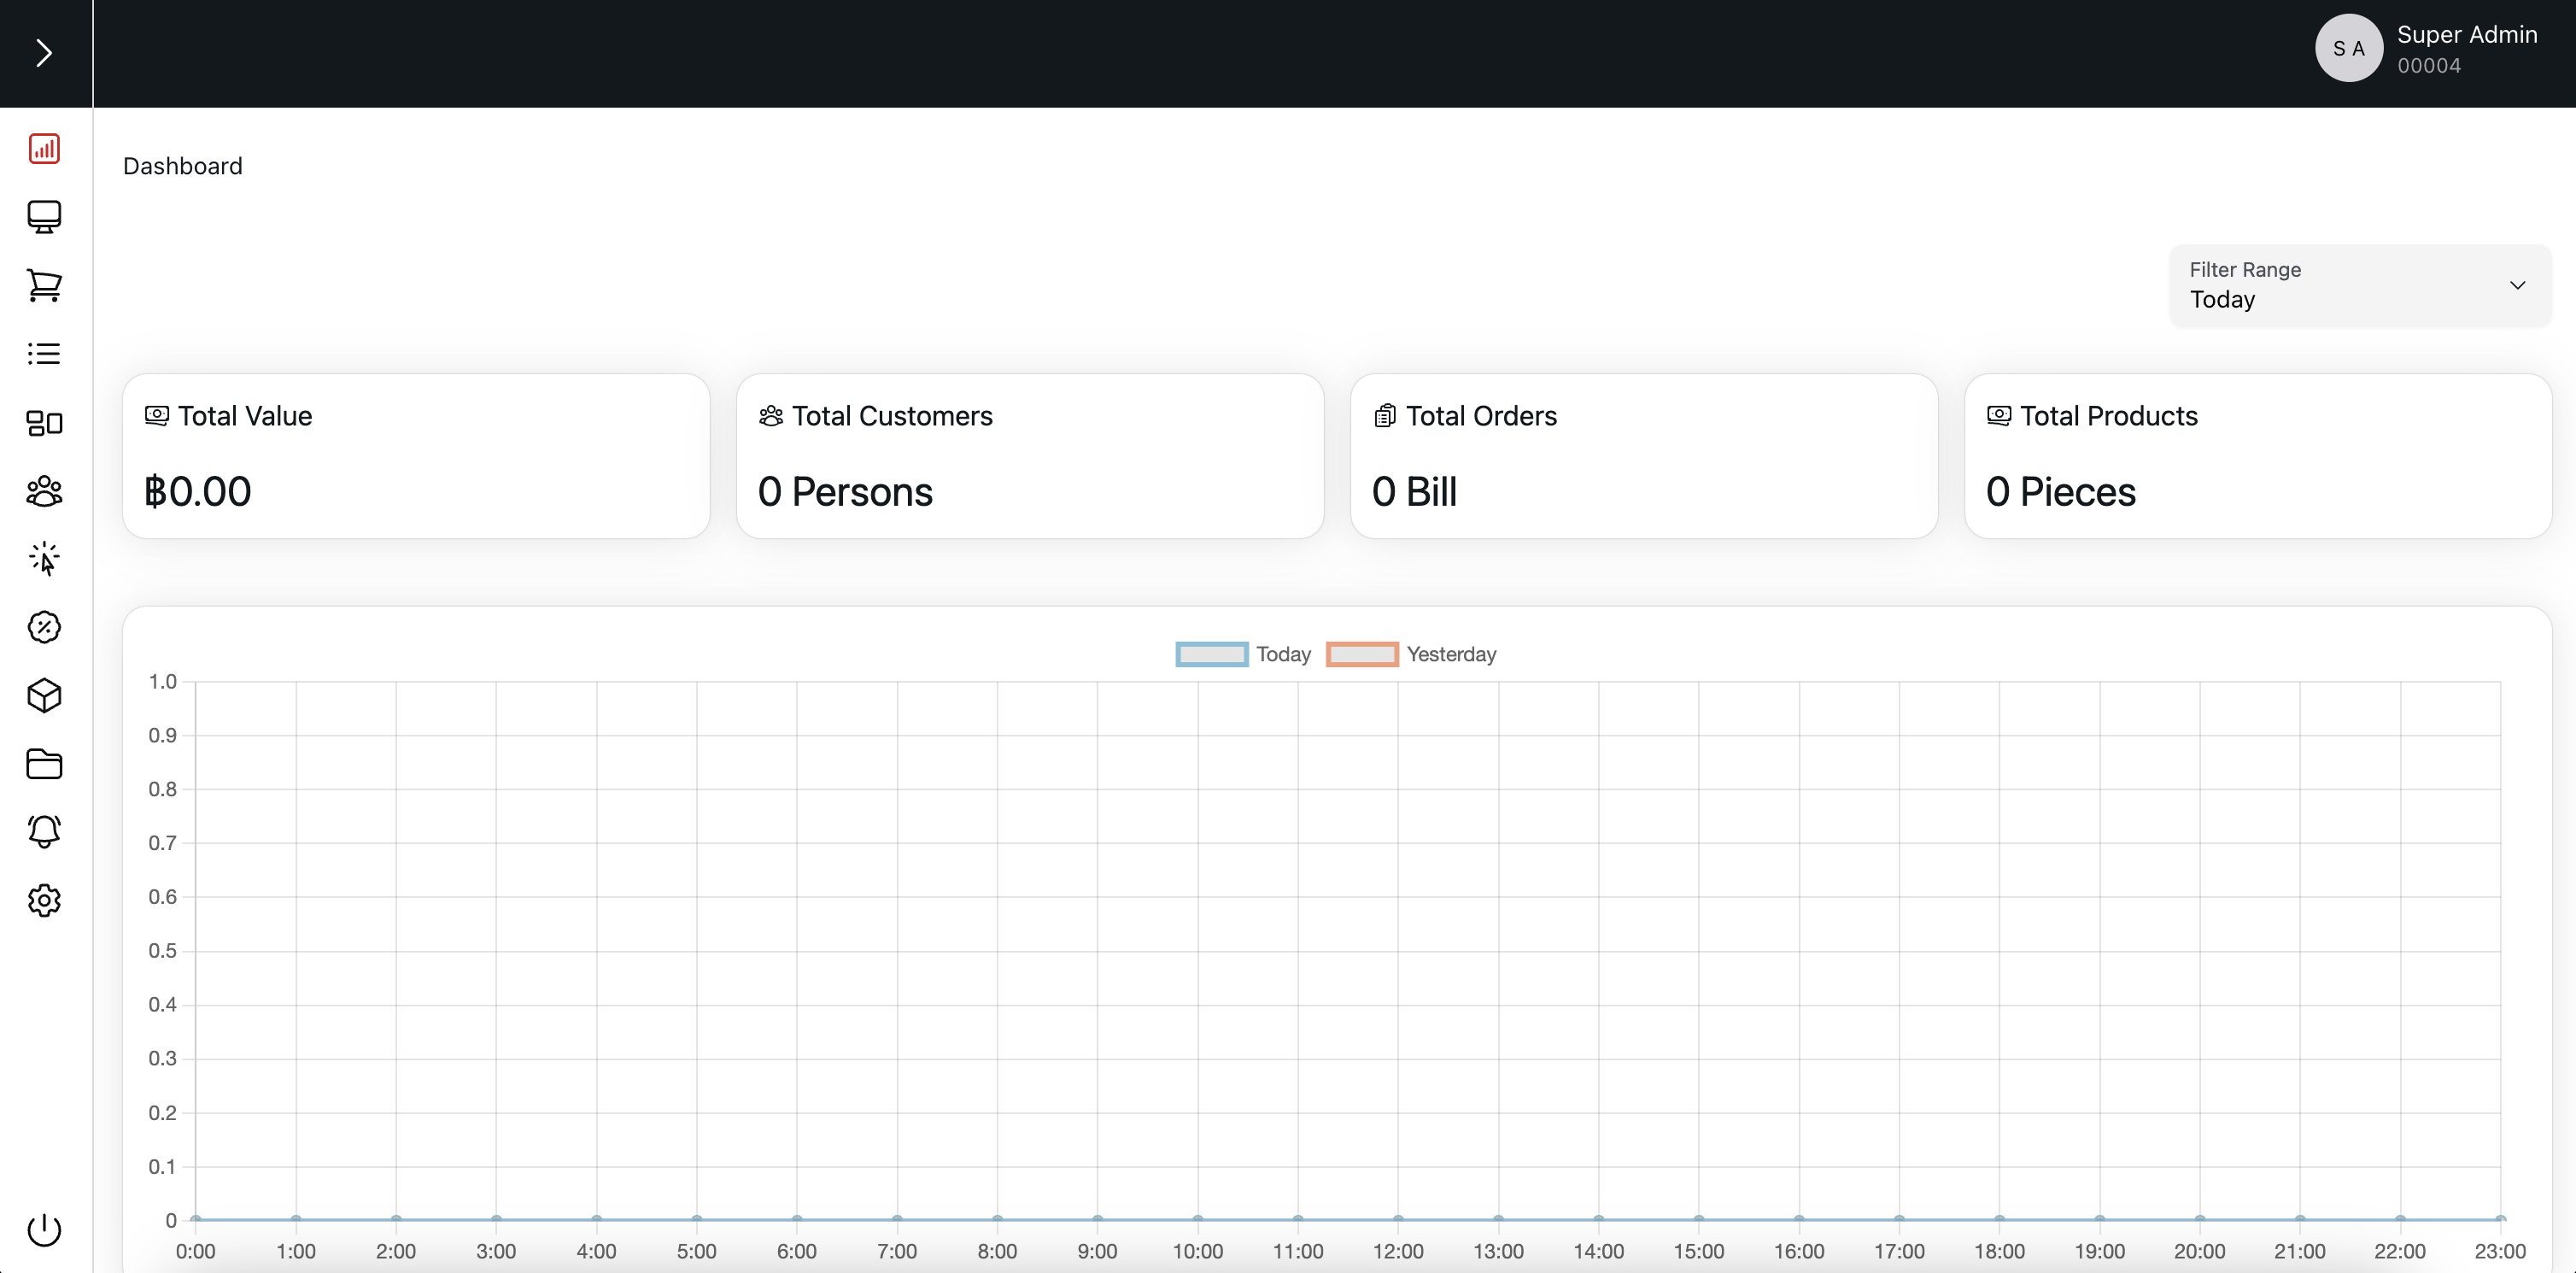 S A
Super Admin
00004
Dashboard
Filter Range
Today
Total Value
฿0.00
Total Customers
0 Persons
Total Orders
0 Bill
Total Products
0 Pieces
Today Yesterday
1.0
0.9
0.8
0.7
0.6
0.5
0.4
0.3
0.2
0.1
0
0:00 1:00 2:00 3:00 4:00 5:00 6:00 7:00 8:00 9:00 10:00 11:00 12:00 13:00 14:00 15:00 16:00 17:00 18:00 19:00 20:00 21:00 22:00 23:00